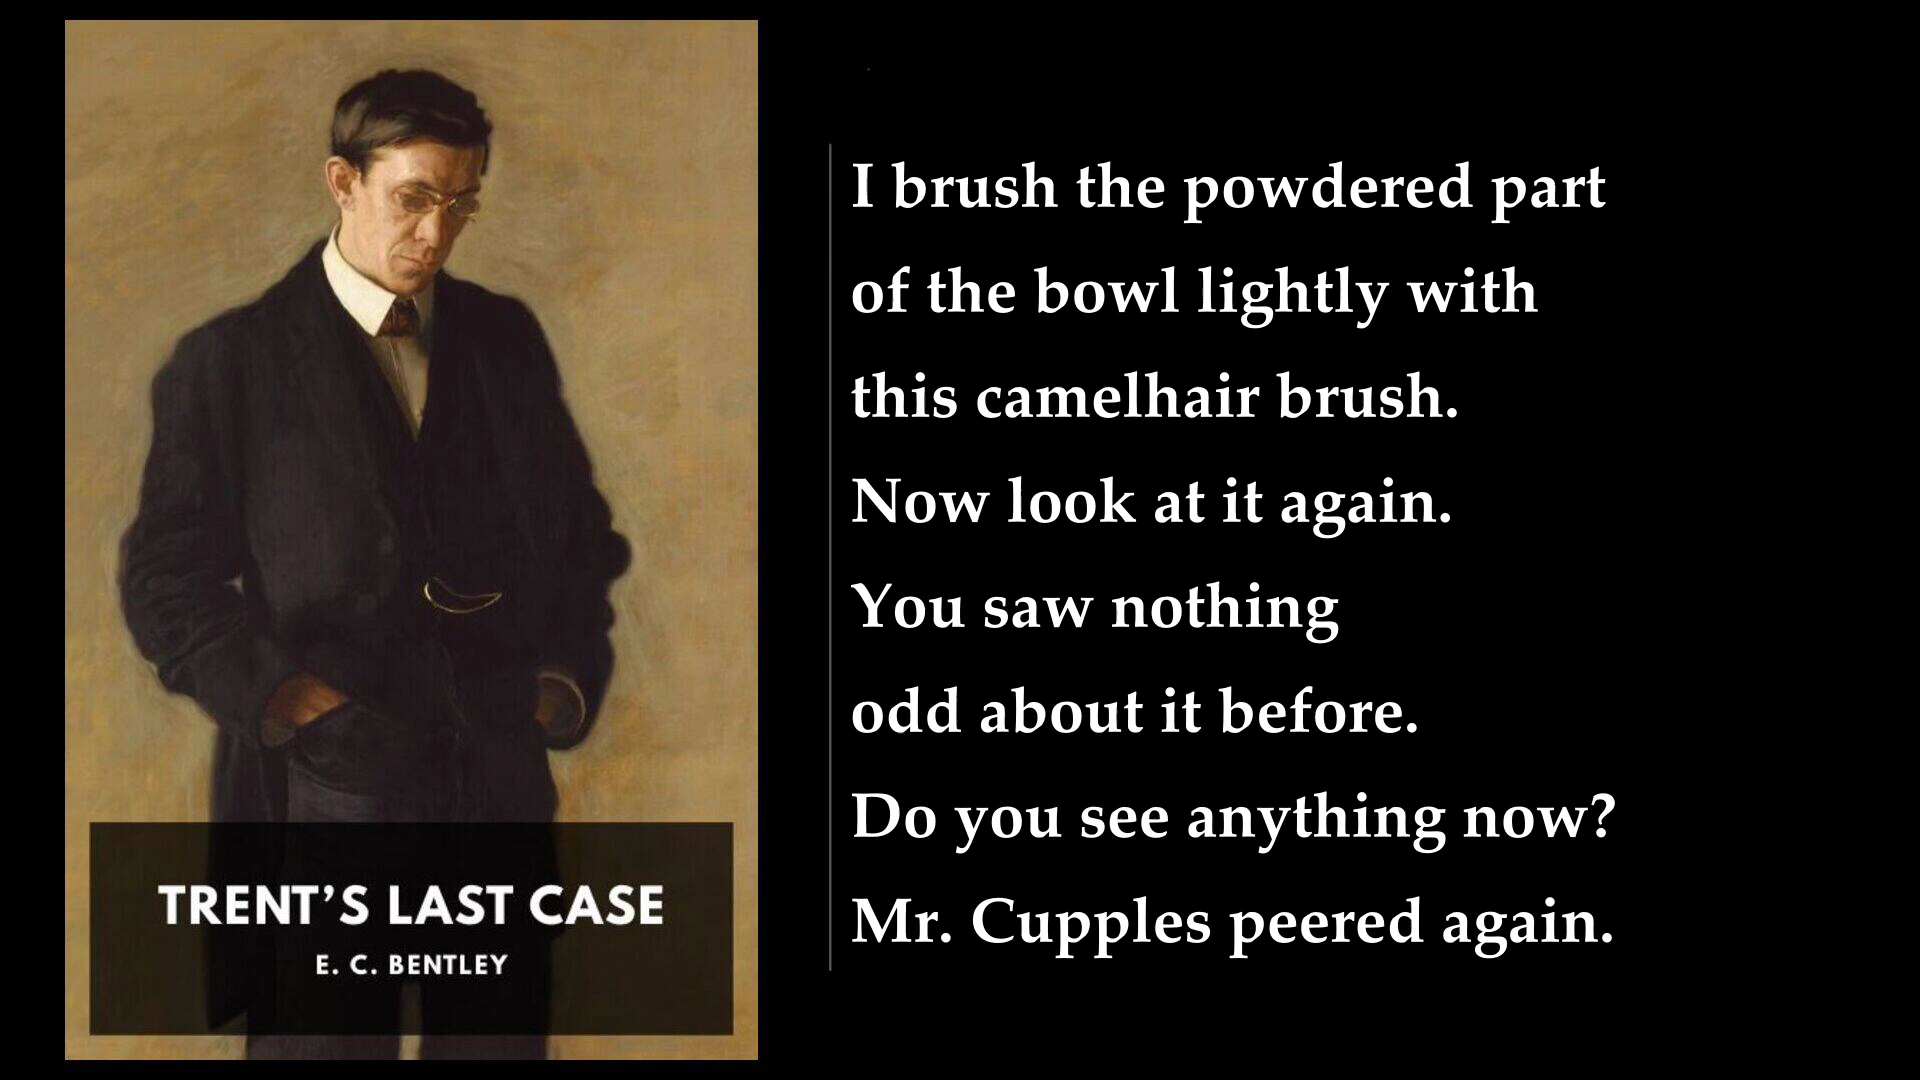 TRENT’S LAST CASE
E. C. BENTLEY
I brush the powdered part
of the bowl lightly with
this camelhair brush.
Now look at it again.
You saw nothing
odd about it before.
Do you see anything now?
Mr. Cupples peered again.